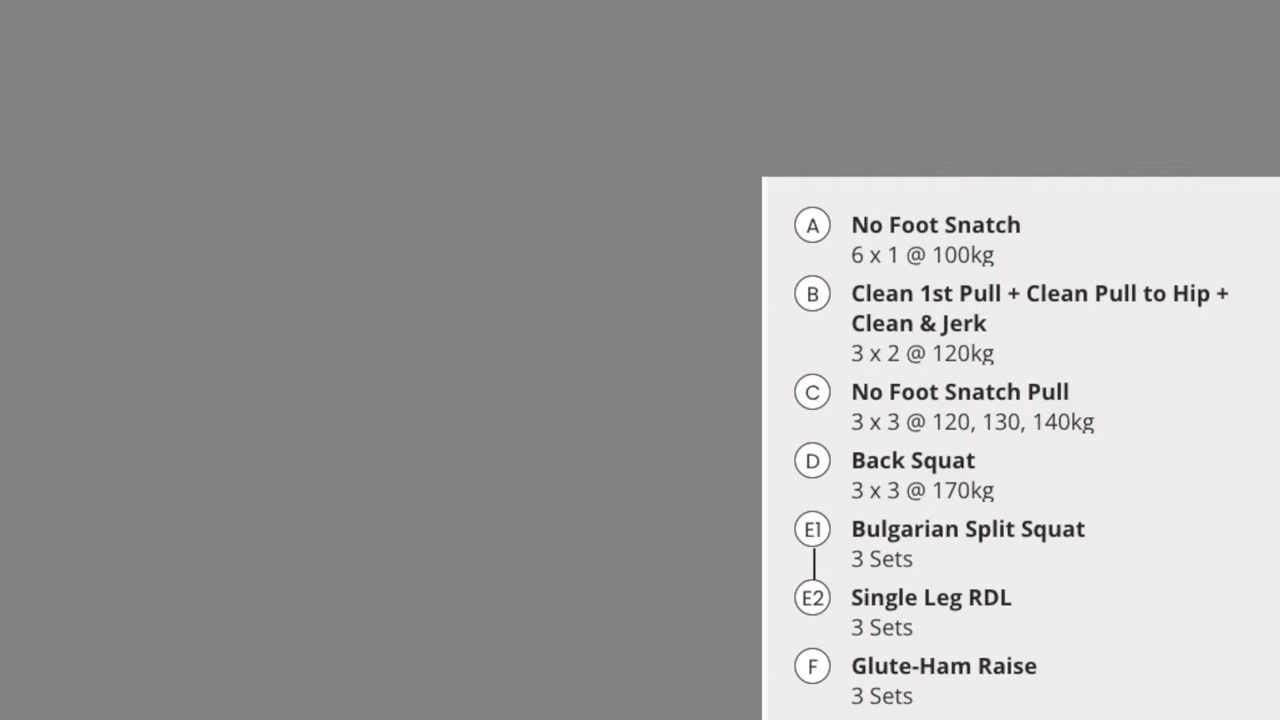 A No Foot Snatch
6 x 1 @ 100kg
B Clean 1st Pull + Clean Pull to Hip +
Clean & Jerk
3 x 2 @ 120kg
C No Foot Snatch Pull
3 x 3 @ 120, 130, 140kg
D Back Squat
3 x 3 @ 170kg
E1 Bulgarian Split Squat
3 Sets
E2 Single Leg RDL
3 Sets
F Glute-Ham Raise
3 Sets